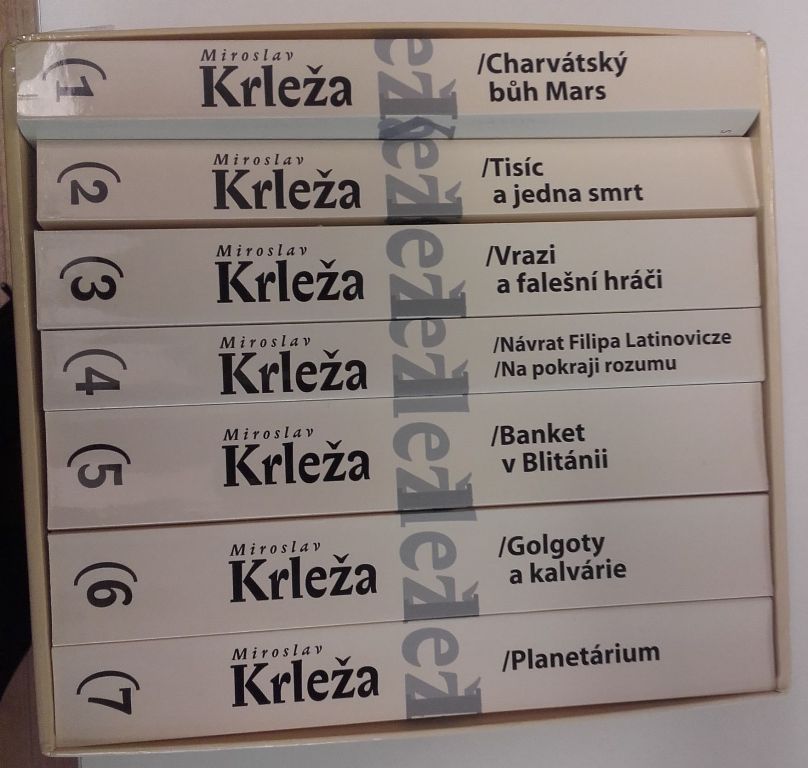 (1
Miroslav
Krleža
/Charvátský
bůh Mars
(2
Miroslav
Krleža
/Tisíc
a jedna smrt
(3
Miroslav
Krleža
/Vrazi
a falešní hráči
(4
Miroslav
Krleža
/Návrat Filipa Latinovicze
/Na pokraji rozumu
(5
Miroslav
Krleža
/Banket
v Blitánii
(6
Miroslav
Krleža
/Golgoty
a kalvárie
(7
Miroslav
Krleža
/Planetárium